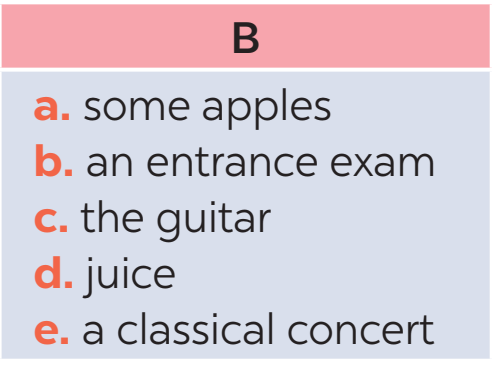 B
a. some apples
b. an entrance exam
c. the guitar
d. juice
e. a classical concert